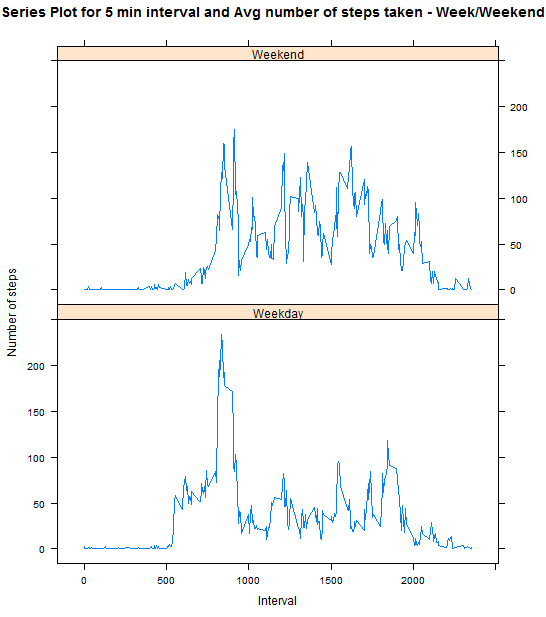 Series Plot for 5 min interval and Avg number of steps taken - Week/Weekend
Weekend
200
150
100
50
0
Number of steps
Weekday
200
150
100
50
0
0 500 1000 1500 2000
Interval